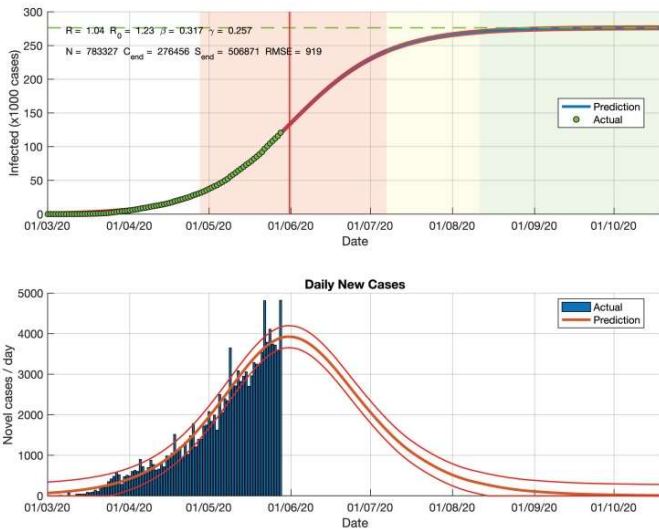 300
250
200
150
100
50
0
Infected (x1000 cases)
R = 1.04 R0 = 1.23 β = 0.317 γ = 0.257
N = 783327 Cend = 276456 Send = 506871 RMSE = 919
Prediction
Actual
01/03/20 01/04/20 01/05/20 01/06/20 01/07/20 01/08/20 01/09/20 01/10/20
Date
Daily New Cases
5000
4000
3000
2000
1000
0
Novel cases / day
Actual
Prediction
01/03/20 01/04/20 01/05/20 01/06/20 01/07/20 01/08/20 01/09/20 01/10/20
Date